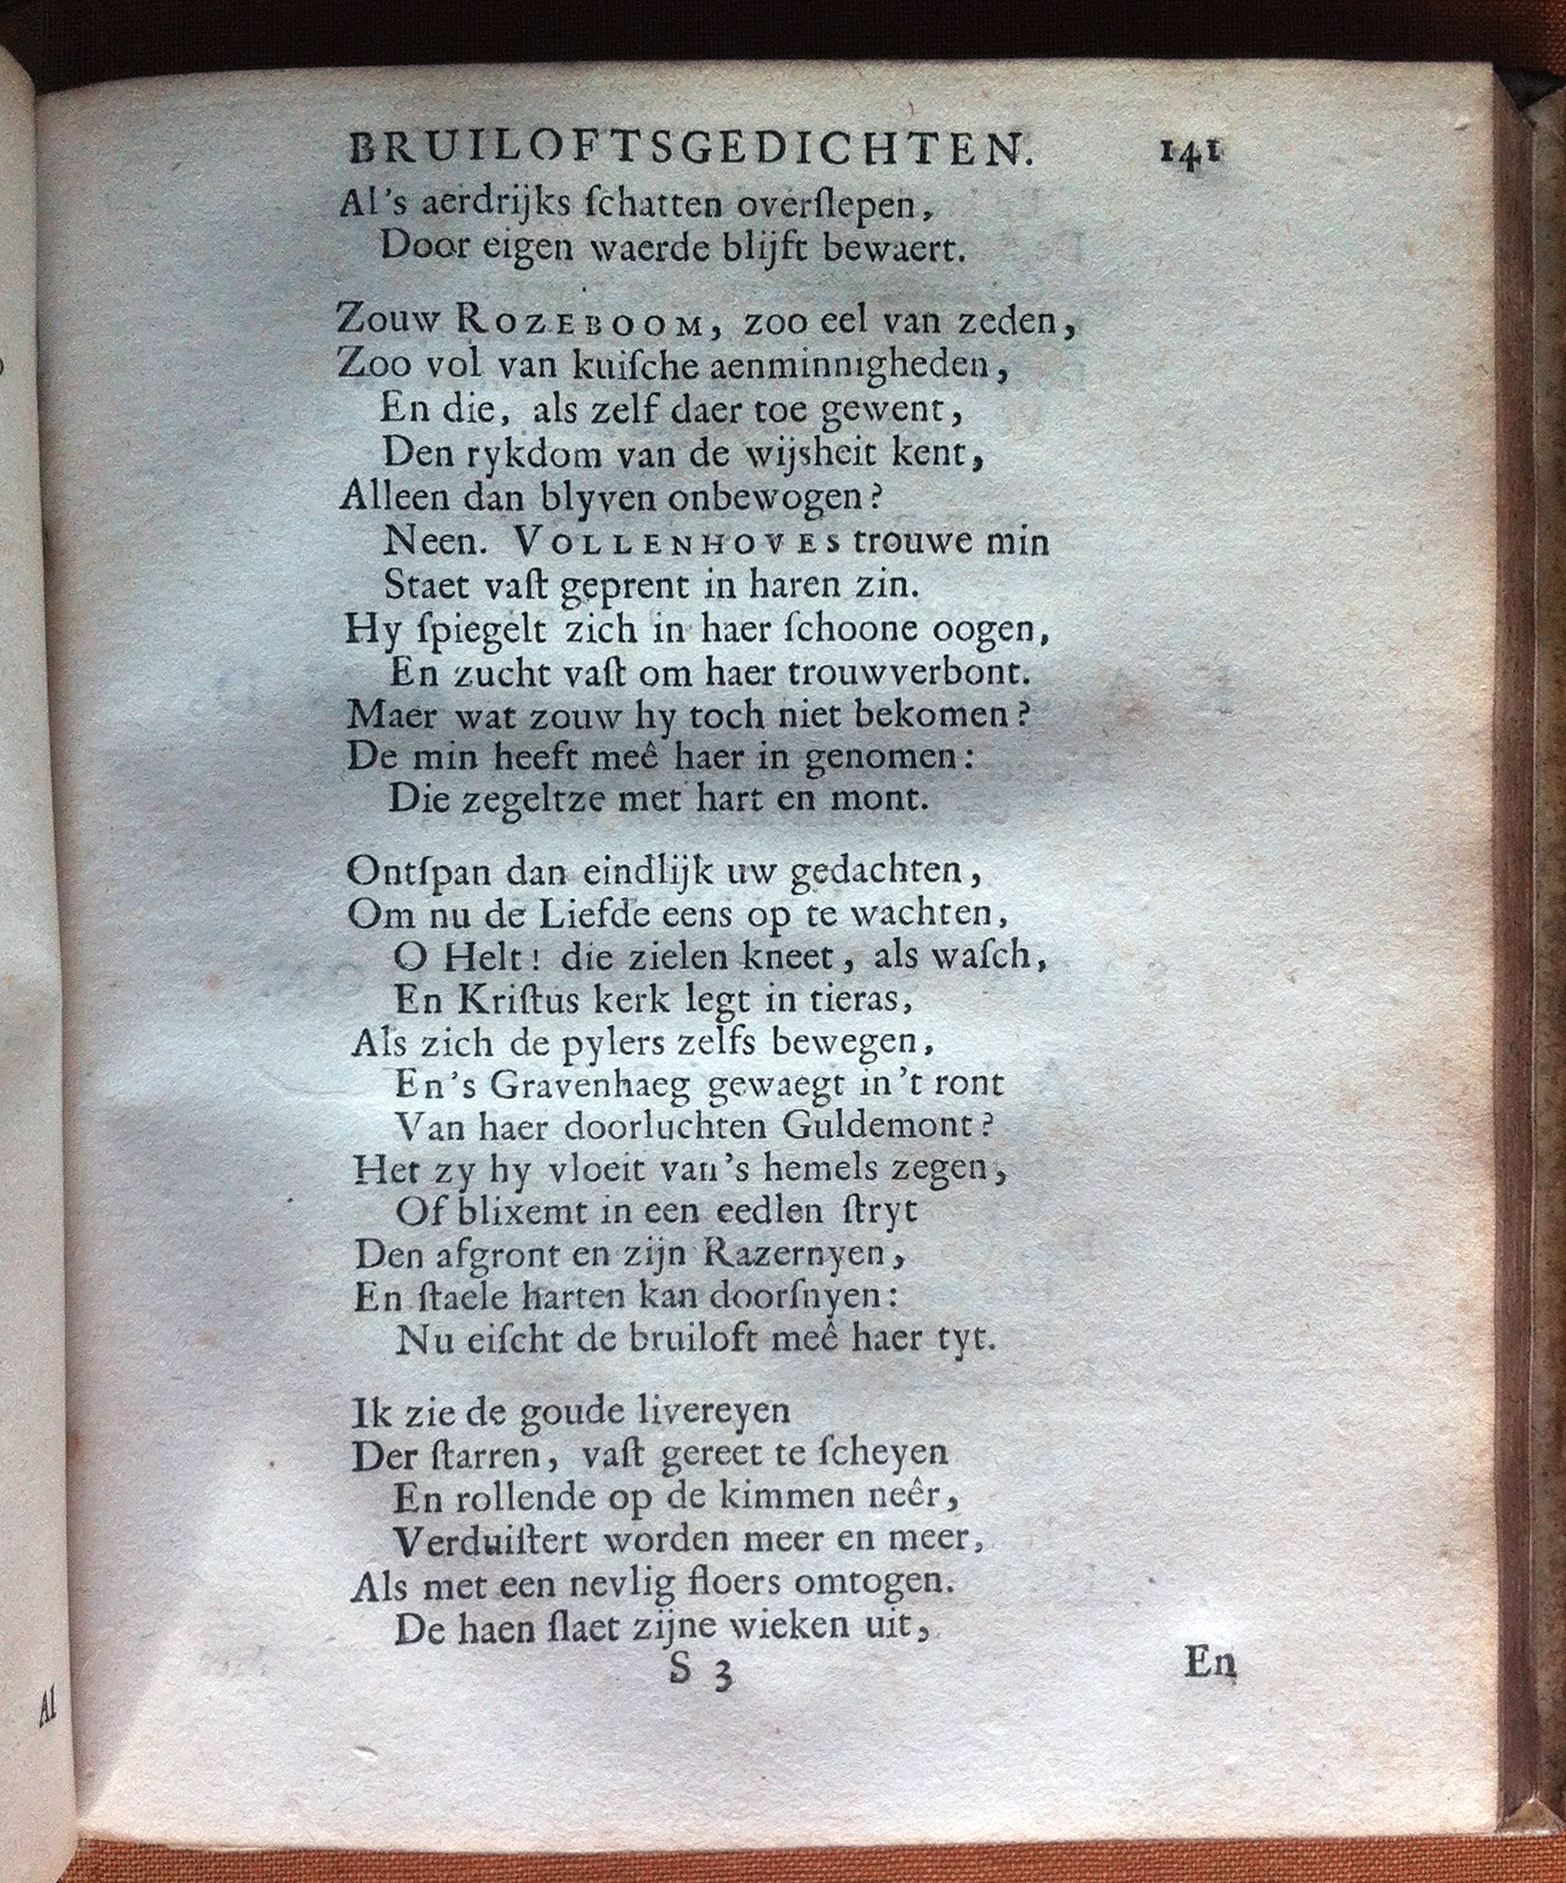 BRUILOFTSGEDICHTEN. 141
Al's aerdrijks ſchatten overſlepen,
Door eigen waerde blijft bewaert.
Zouw ROZEBOOM, zoo eel van zeden,
Zoo vol van kuiſche aenminnigheden,
En die, als zelf daer toe gewent,
Den rykdom van de wijsheit kent,
Alleen dan blyven onbewogen?
Neen. VOLLENHOVES trouwe min
Staet vaſt geprent in haren zin.
Hy ſpiegelt zich in haer ſchoone oogen,
En zucht vaſt om haer trouwverbont.
Maer wat zouw hy toch niet bekomen?
De min heeft meê haer in genomen:
Die zegeltze met hart en mont.
Ontſpan dan eindlijk uw gedachten,
Om nu de Liefde eens op te wachten,
O Helt! die zielen kneet, als waſch,
En Kriſtus kerk legt in tieras,
Als zich de pylers zelfs bewegen,
En's Gravenhaeg gewaegt in't ront
Van haer doorluchten Guldemont?
Het zy hy vloeit van's hemels zegen,
Of blixemt in een eedlen ſtryt
Den afgront en zijn Razernyen,
En ſtaele harten kan doorſnyen:
Nu eiſcht de bruiloft meê haer tyt.
Ik zie de goude livereyen
Der ſtarren, vaſt gereet te ſcheyen
En rollende op de kimmen neêr,
Verduiſtert worden meer en meer,
Als met een nevlig floers omtogen.
De haen ſlaet zijne wieken uit,
S 3 En
Al